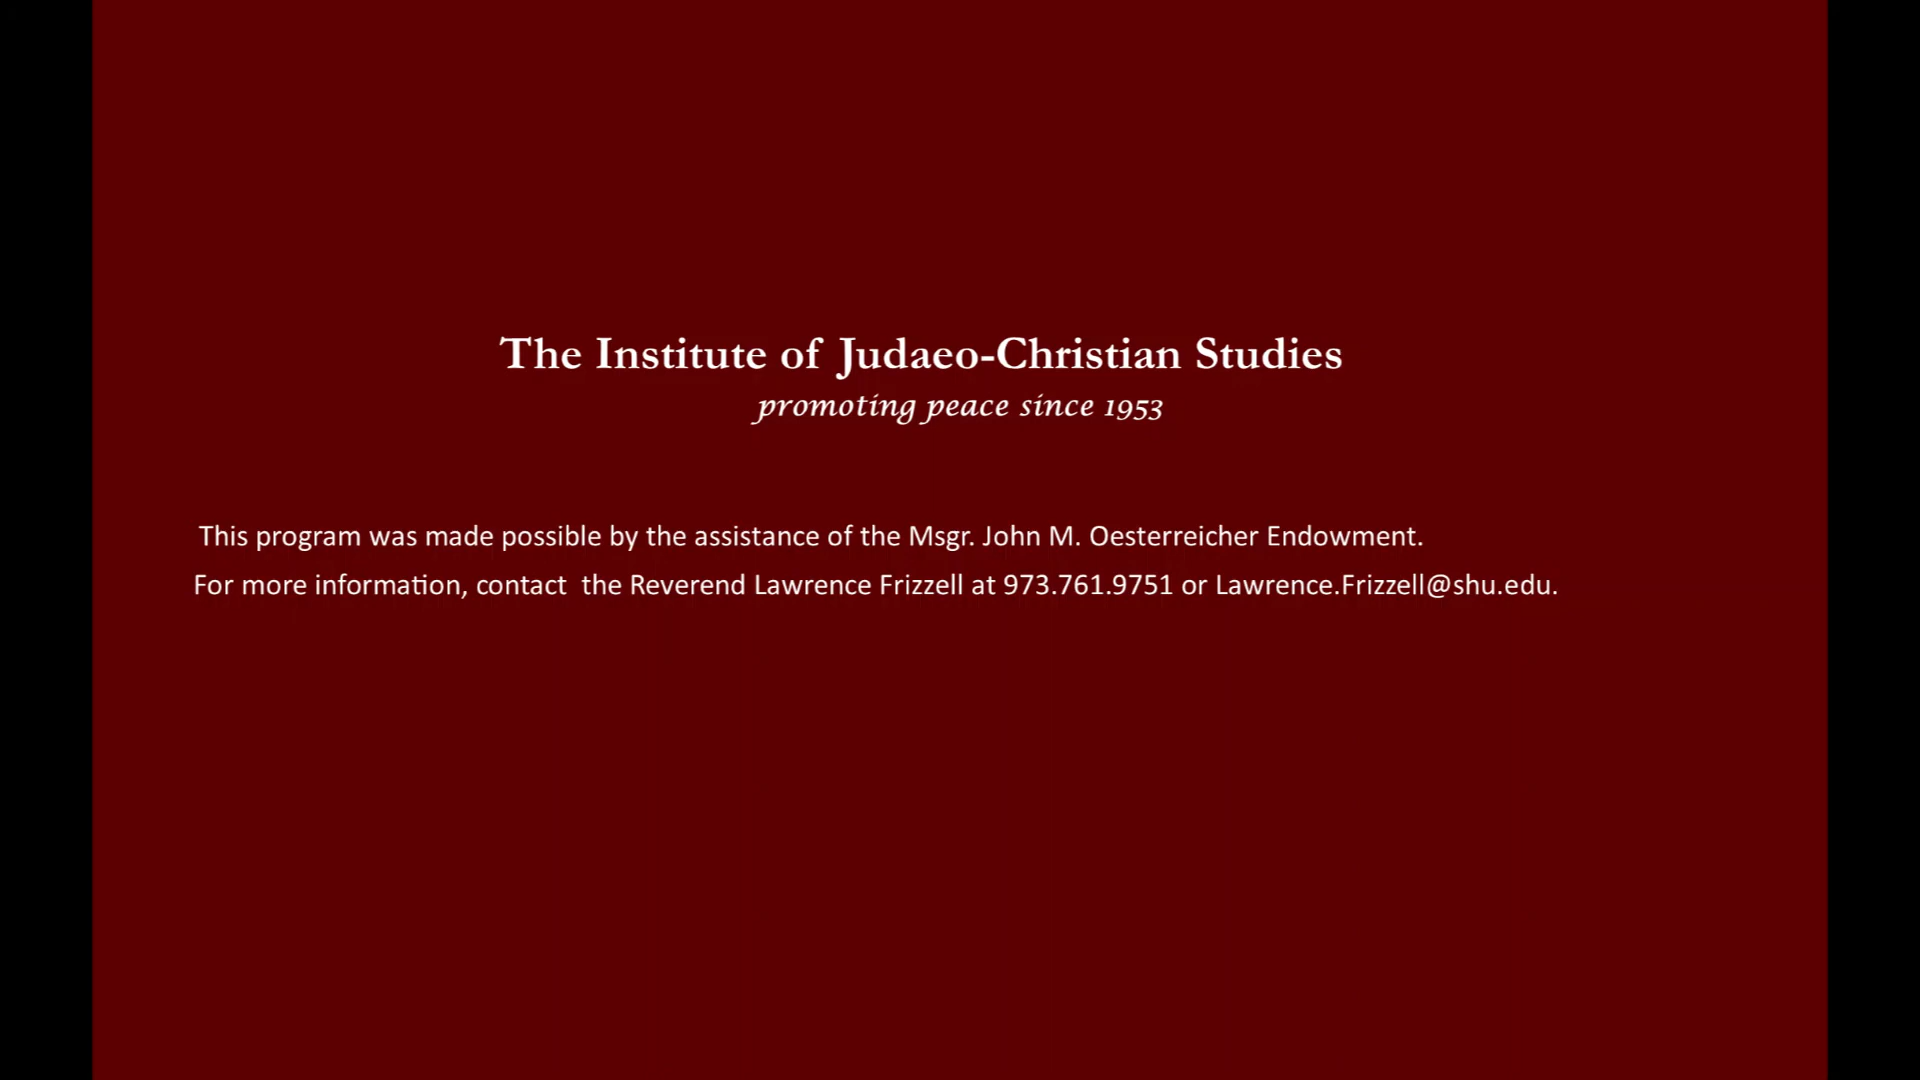 The Institute of Judaeo-Christian Studies
promoting peace since 1953
This program was made possible by the assistance of the Msgr. John M. Oesterreicher Endowment.
For more information, contact  the Reverend Lawrence Frizzell at 973.761.9751 or Lawrence.Frizzell@shu.edu.